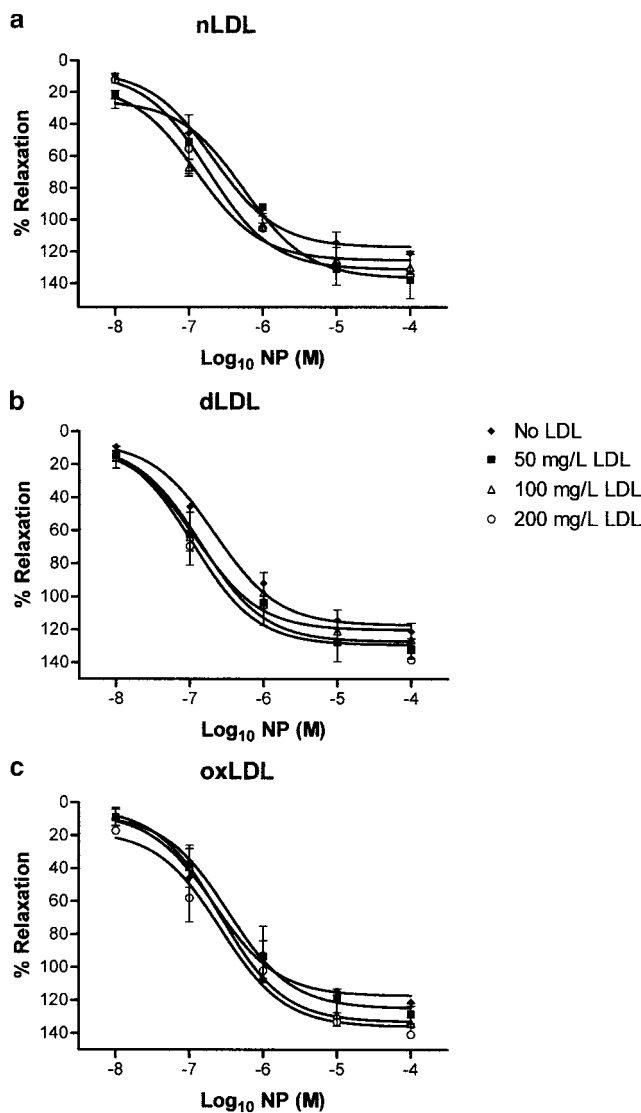 a
nLDL
0
20
40
60
80
100
120
140
% Relaxation
-8 -7 -6 -5 -4
Log10 NP (M)
b
dLDL
0
20
40
60
80
100
120
140
% Relaxation
-8 -7 -6 -5 -4
Log10 NP (M)
No LDL
50 mg/L LDL
100 mg/L LDL
200 mg/L LDL
c
oxLDL
0
20
40
60
80
100
120
140
% Relaxation
-8 -7 -6 -5 -4
Log10 NP (M)